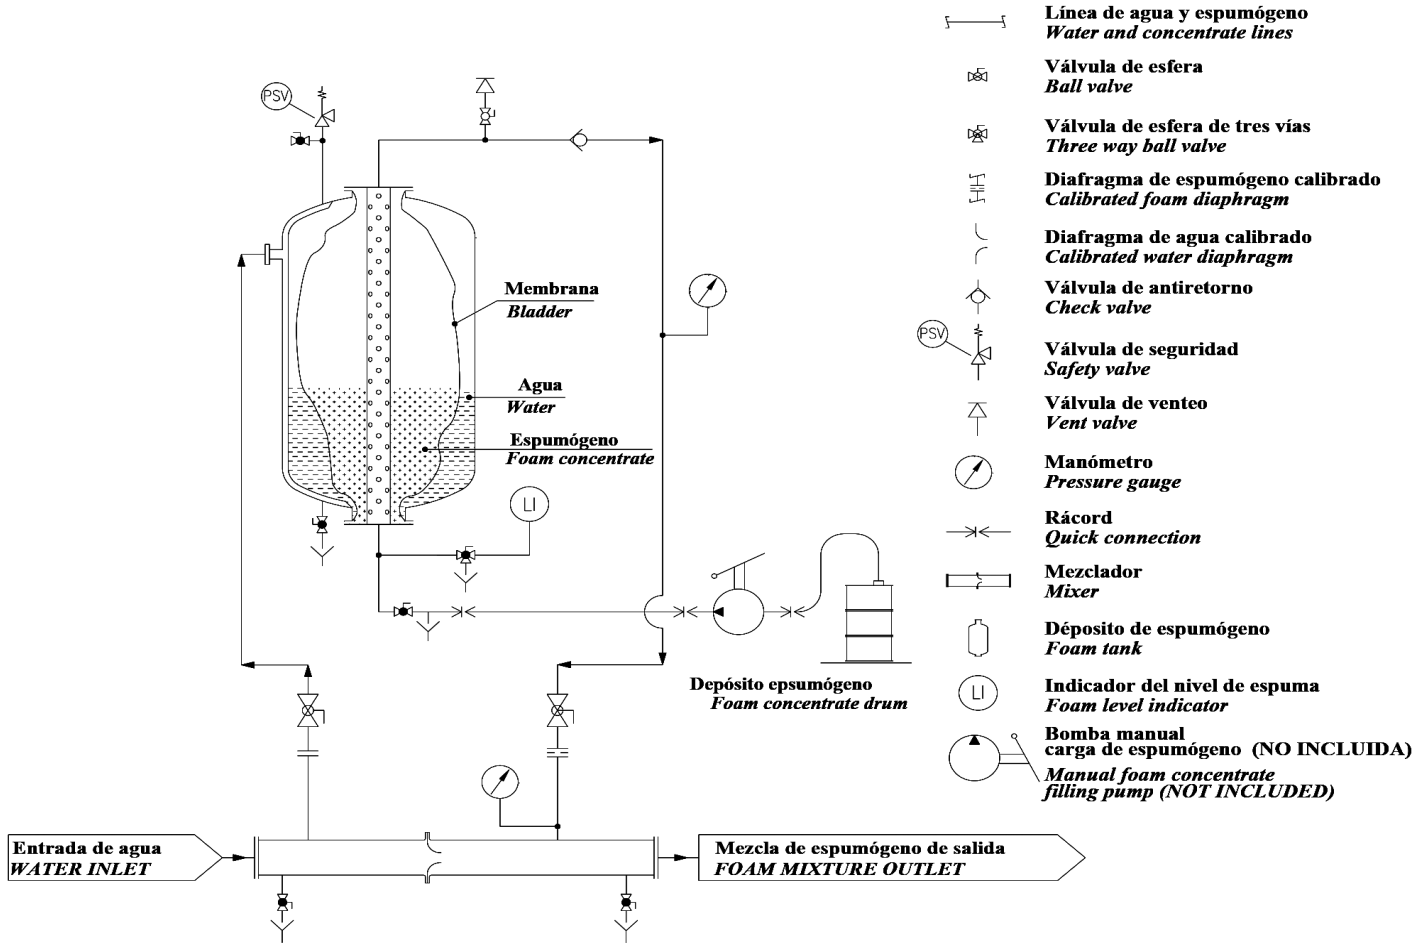 PSV
Membrana
Bladder
Agua
Water
Espumógeno
Foam concentrate
LI
Depósito epsumógeno
Foam concentrate drum
Entrada de agua
WATER INLET
Mezcla de espumógeno de salida
FOAM MIXTURE OUTLET
Línea de agua y espumógeno
Water and concentrate lines
Válvula de esfera
Ball valve
Válvula de esfera de tres vías
Three way ball valve
Diafragma de espumógeno calibrado
Calibrated foam diaphragm
Diafragma de agua calibrado
Calibrated water diaphragm
Válvula de antiretorno
Check valve
PSV
Válvula de seguridad
Safety valve
Válvula de venteo
Vent valve
Manómetro
Pressure gauge
Rácord
Quick connection
Mezclador
Mixer
Déposito de espumógeno
Foam tank
LI
Indicador del nivel de espuma
Foam level indicator
Bomba manual
carga de espumógeno (NO INCLUIDA)
Manual foam concentrate
filling pump (NOT INCLUDED)